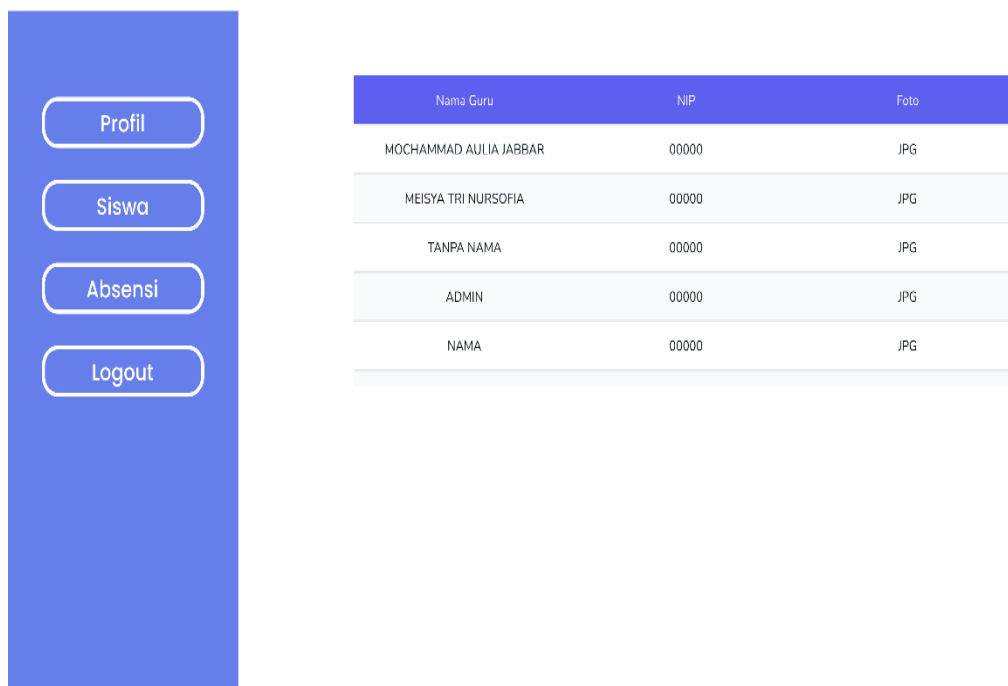 Profil
Siswa
Absensi
Logout
Nama Guru NIP Foto
MOCHAMMAD AULIA JABBAR 00000 JPG
MEISYA TRI NURSOFIA 00000 JPG
TANPA NAMA 00000 JPG
ADMIN 00000 JPG
NAMA 00000 JPG